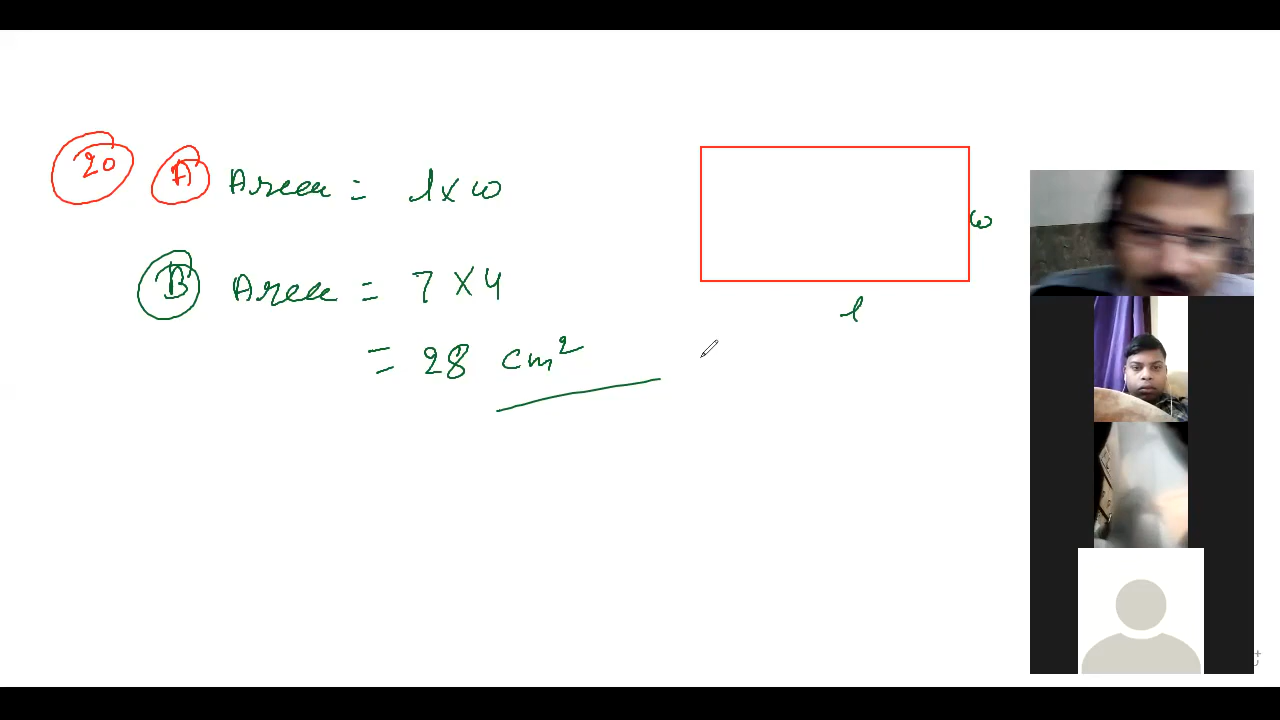 20 A Area = l x w
w
B Area = 7 x 4
l
= 28 cm²